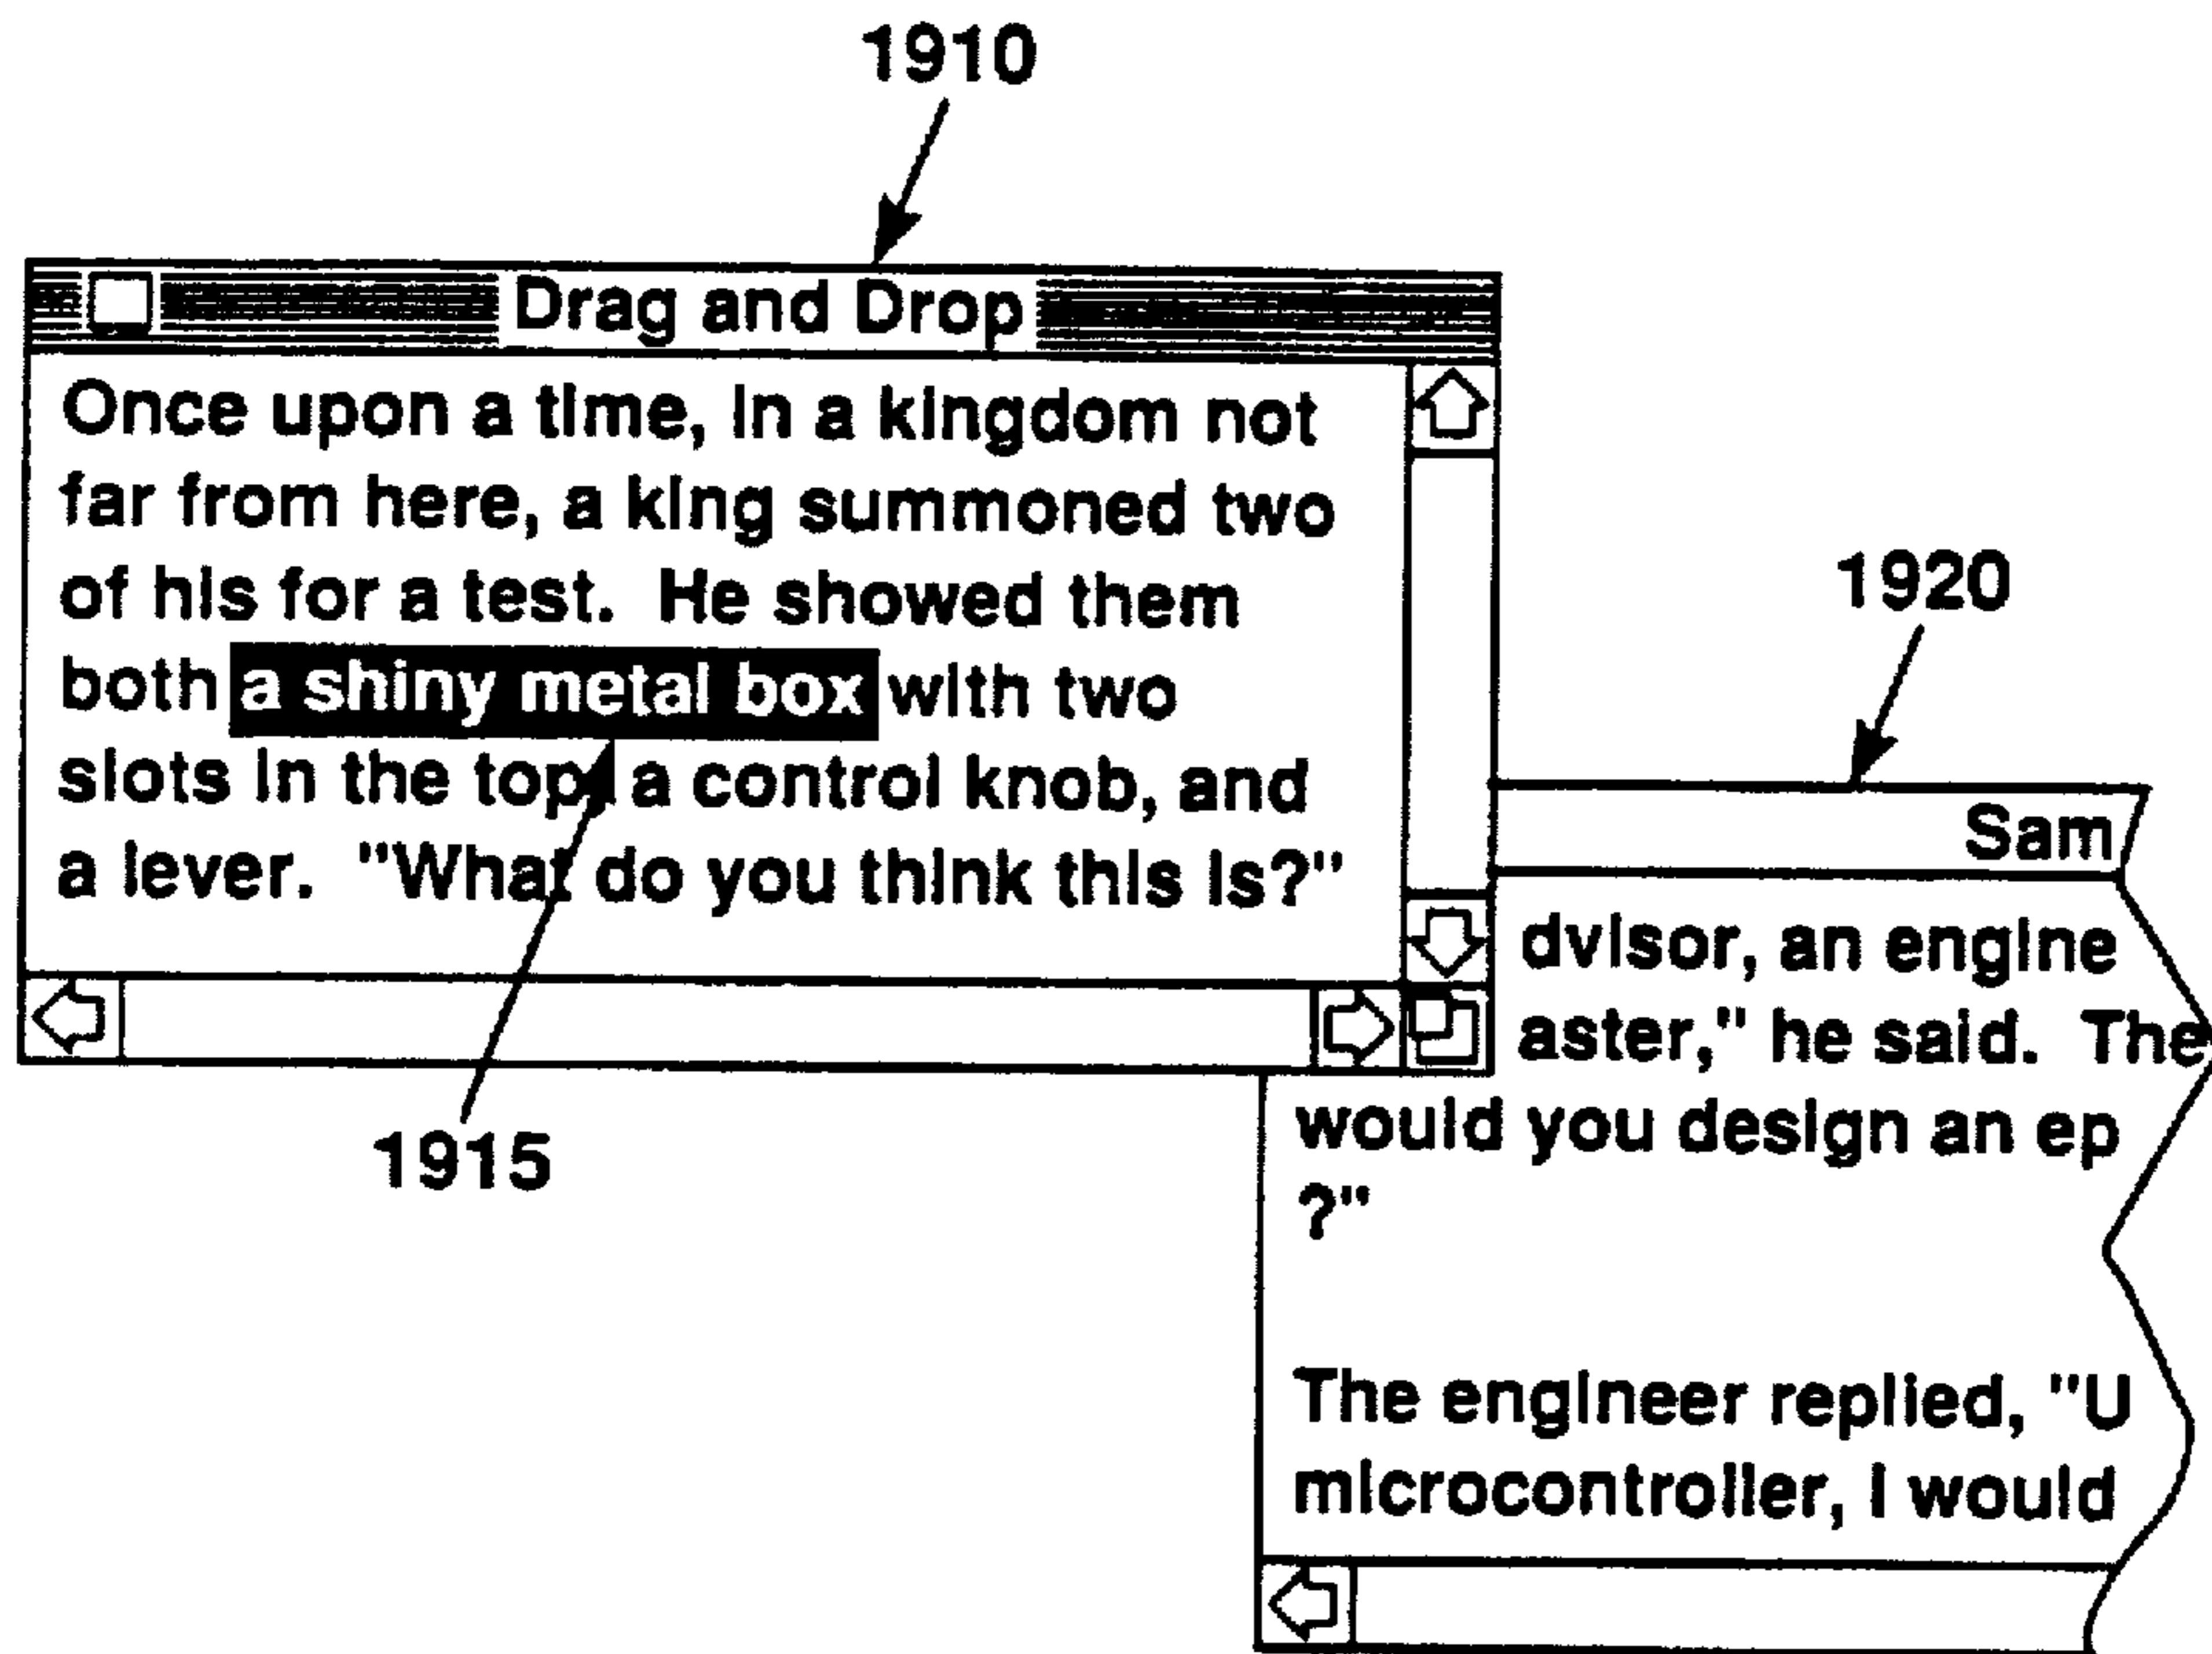 1910
Drag and Drop
Once upon a time, in a kingdom not
far from here, a king summoned two
of his for a test.  He showed them
both a shiny metal box with two
slots in the top, a control knob, and
a lever.  "What do you think this is?"
1915
1920
Sam
dvisor, an engine
aster," he said.  The
would you design an ep
?"
The engineer replied, "U
microcontroller, I would